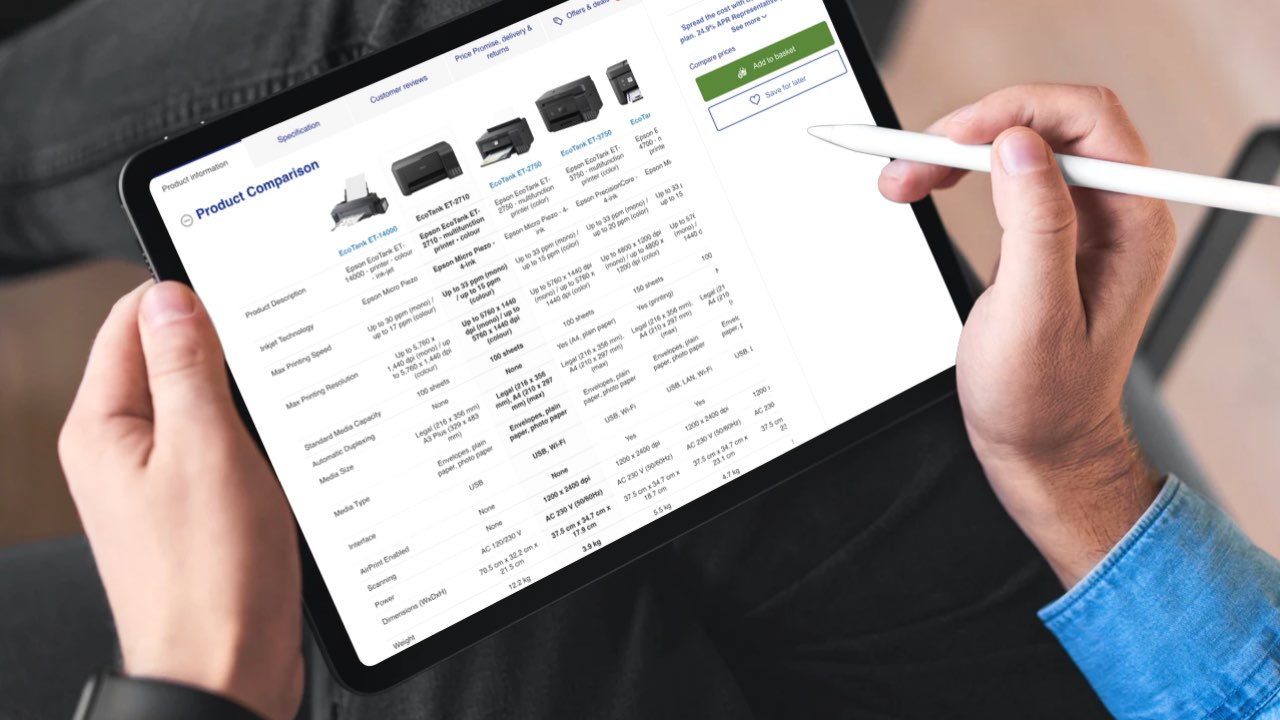 Product information
Specification
Customer reviews
Price Promise, delivery &
returns
Offers & deals
Spread the cost with
plan. 24.9% APR Representative
See more
Compare prices
Add to basket
Save for later
Product Comparison
EcoTank ET-14000
EcoTank ET-2710
EcoTank ET-2750
EcoTank ET-3750
Product Description
Epson EcoTank ET-
14000 - printer - colour
- ink-jet
Epson EcoTank ET-
2710 - multifunction
printer - colour
Epson EcoTank ET-
2750 - multifunction
printer (color)
Epson EcoTank ET-
3750 - multifunction
printer (color)
Inkjet Technology
Epson Micro Piezo
Epson Micro Piezo -
4-ink
Epson Micro Piezo - 4-
ink
Epson PrecisionCore -
4-ink
Max Printing Speed
Up to 30 ppm (mono) /
up to 17 ppm (colour)
Up to 33 ppm (mono)
/ up to 15 ppm
(colour)
Up to 33 ppm (mono) /
up to 15 ppm (color)
Up to 33 ppm (mono) /
up to 20 ppm (color)
Max Printing Resolution
Up to 5,760 x
1,440 dpi (mono) / up
to 5,760 x 1,440 dpi
(colour)
Up to 5760 x 1440
dpi (mono) / up to
5760 x 1440 dpi
(colour)
Up to 5760 x 1440 dpi
(mono) / up to 5760 x
1440 dpi (color)
Up to 4800 x 1200 dpi
(mono) / up to 4800 x
1200 dpi (color)
Standard Media Capacity
100 sheets
100 sheets
100 sheets
150 sheets
100
Automatic Duplexing
None
None
Yes (A4, plain paper)
Yes (printing)
Media Size
Legal (216 x 356 mm)
A3 Plus (329 x 483
mm)
Legal (216 x 356
mm), A4 (210 x 297
mm) (max)
Legal (216 x 356 mm),
A4 (210 x 297 mm)
(max)
Legal (216 x 356 mm),
A4 (210 x 297 mm)
(max)
Media Type
Envelopes, plain
paper, photo paper
Envelopes, plain
paper, photo paper
Envelopes, plain
paper, photo paper
Envelopes, plain
paper, photo paper
Interface
USB
USB, Wi-Fi
USB, Wi-Fi
USB, LAN, Wi-Fi
USB,
AirPrint Enabled
None
None
Yes
Yes
Scanning
None
1200 x 2400 dpi
1200 x 2400 dpi
1200 x 2400 dpi
1200
Power
AC 120/230 V
AC 230 V (50/60Hz)
AC 230 V (50/60Hz)
AC 230 V (50/60Hz)
AC 230
Dimensions (WxDxH)
70.5 cm x 32.2 cm x
21.5 cm
37.5 cm x 34.7 cm x
17.9 cm
37.5 cm x 34.7 cm x
18.7 cm
37.5 cm x 34.7 cm x
23.1 cm
37.5 cm
Weight
12.2 kg
3.9 kg
5.5 kg
4.7 kg